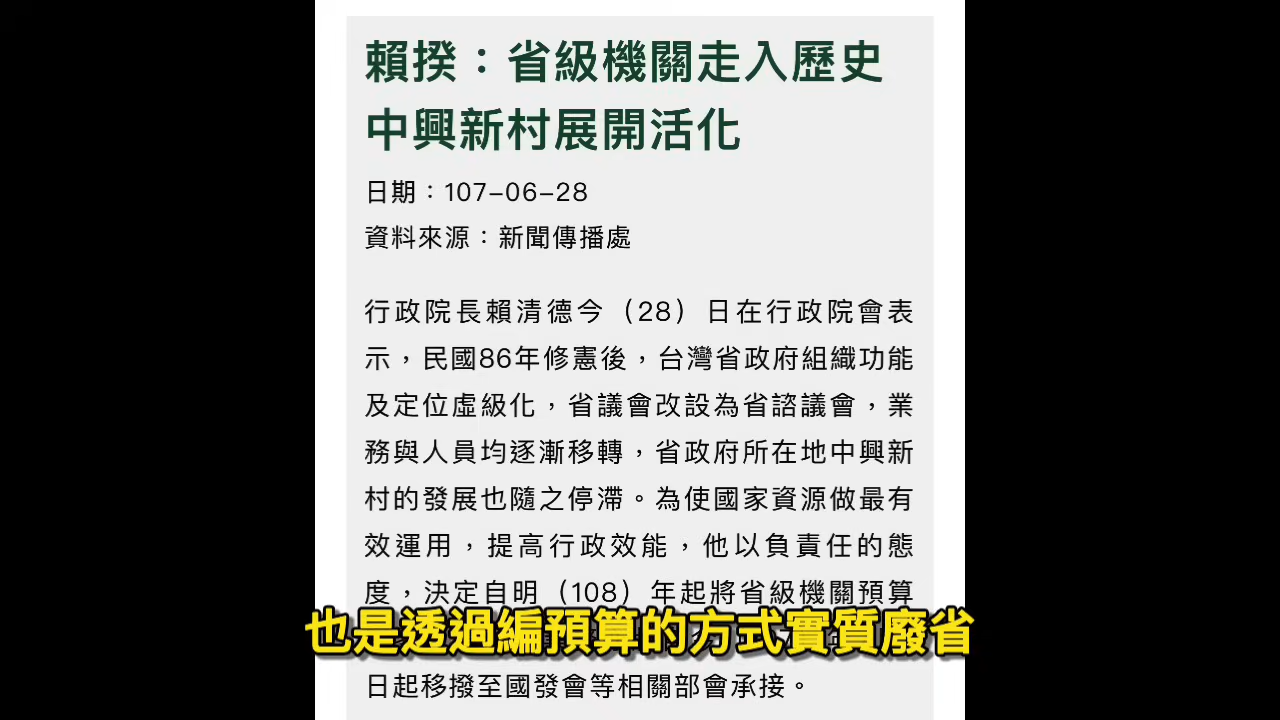 賴揆：省級機關走入歷史
中興新村展開活化
日期：107-06-28
資料來源：新聞傳播處
行政院長賴清德今（28）日在行政院會表
示，民國86年修憲後，台灣省政府組織功能
及定位虛級化，省議會改設為省諮議會，業
務與人員均逐漸移轉，省政府所在地中興新
村的發展也隨之停滯。為使國家資源做最有
效運用，提高行政效能，他以負責任的態
度，決定自明（108）年起將省級機關預算
也是透過編預算的方式實質廢省
日起移撥至國發會等相關部會承接。